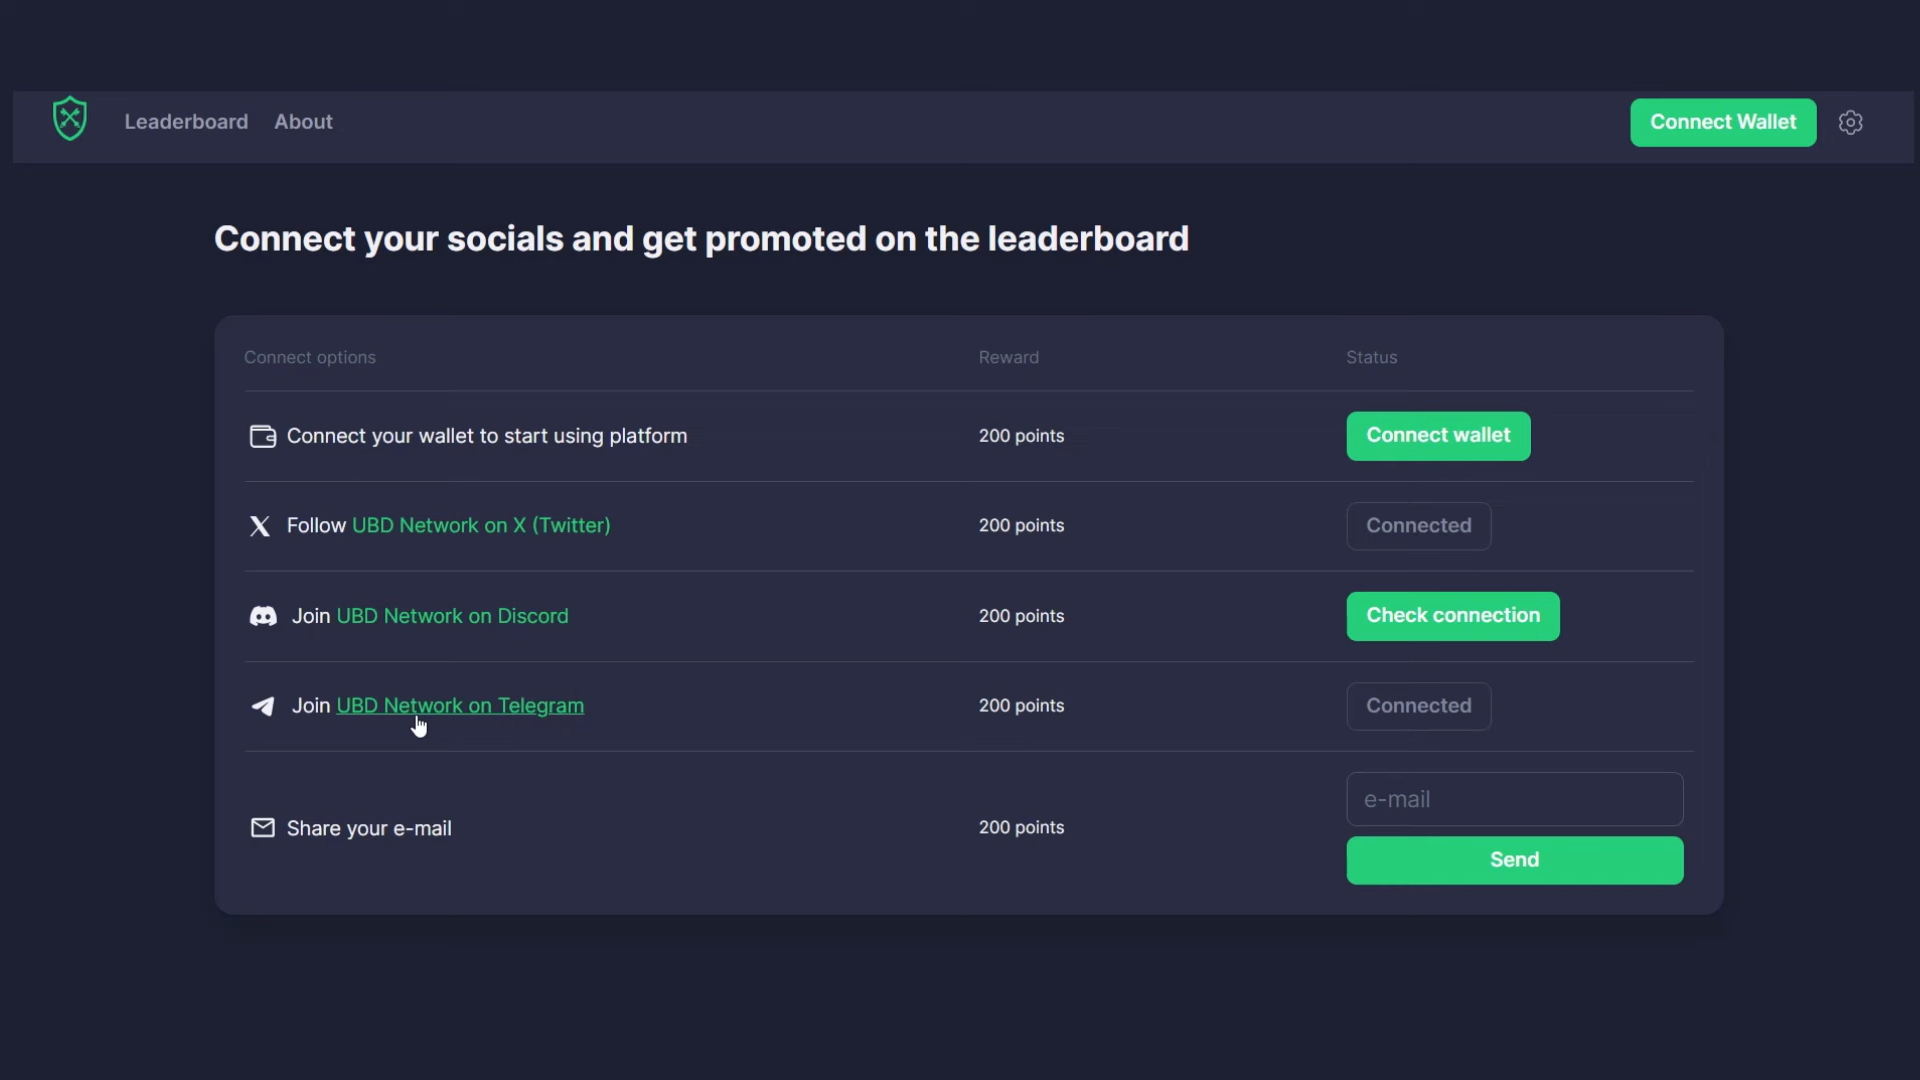 Leaderboard About Connect Wallet
Connect your socials and get promoted on the leaderboard
Connect options Reward Status
Connect your wallet to start using platform 200 points Connect wallet
Follow UBD Network on X (Twitter) 200 points Connected
Join UBD Network on Discord 200 points Check connection
Join UBD Network on Telegram 200 points Connected
e-mail
Share your e-mail 200 points
Send